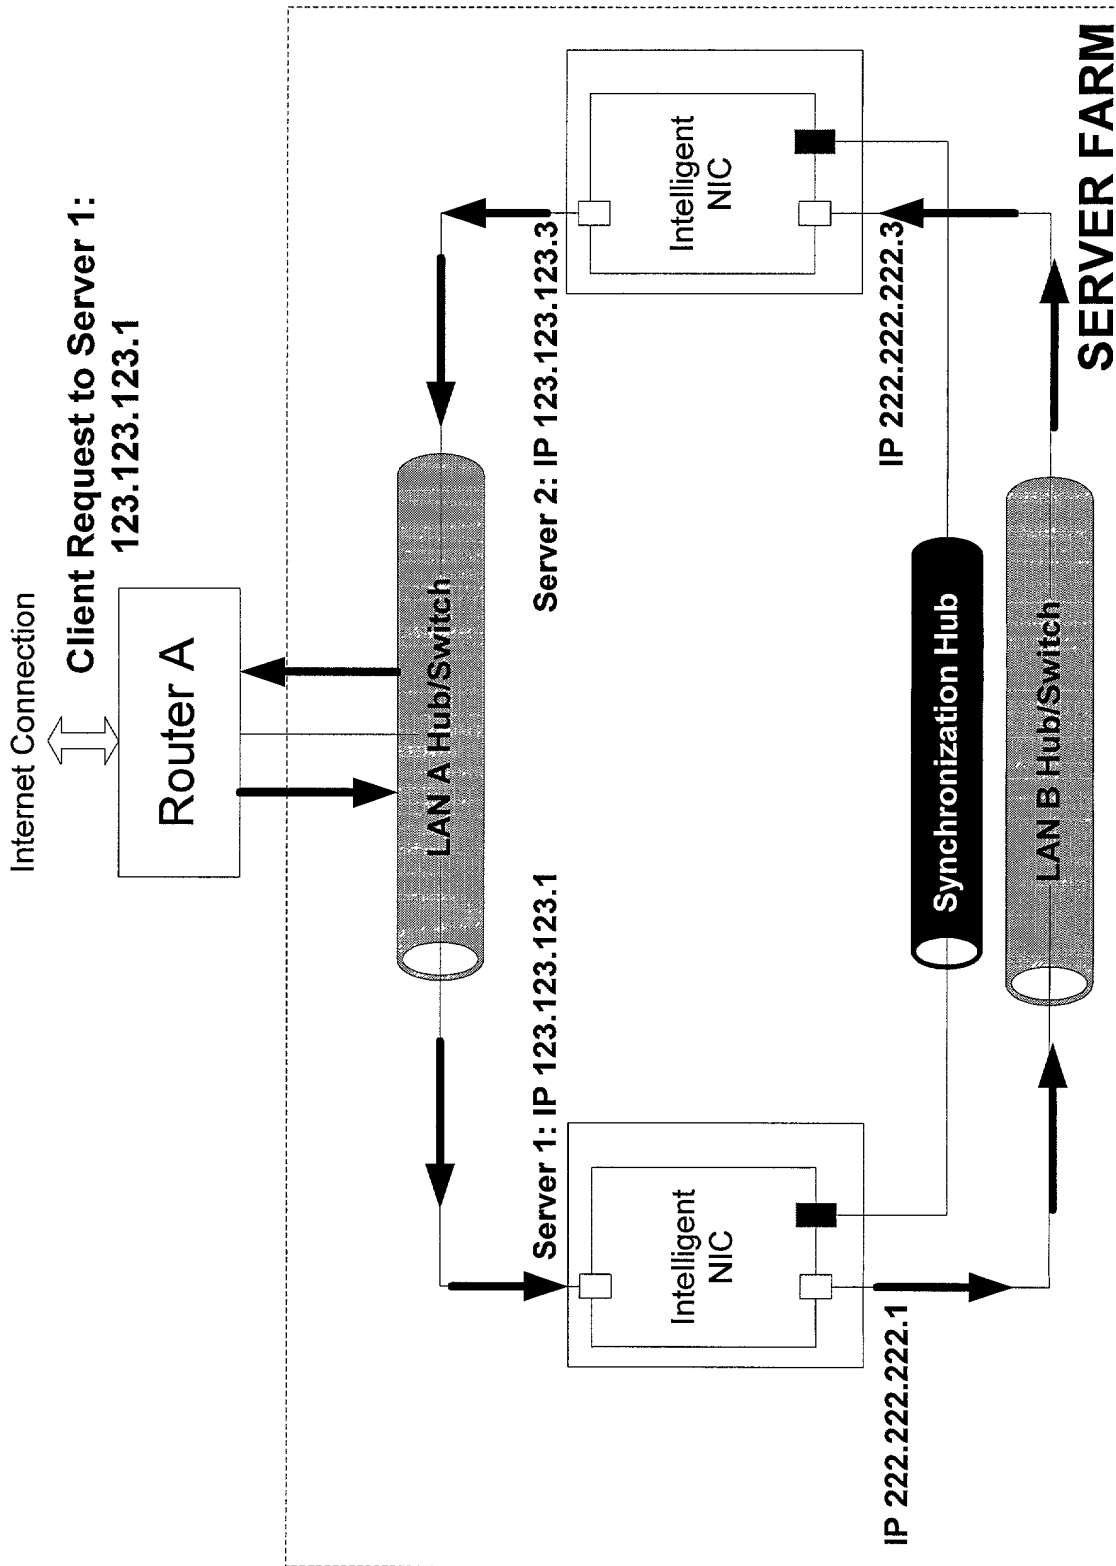 Internet Connection
Client Request to Server 1:
123.123.123.1
Router A
LAN A Hub/Switch
Server 1: IP 123.123.123.1
Server 2: IP 123.123.123.3
Intelligent
NIC
Intelligent
NIC
IP 222.222.222.1
IP 222.222.222.3
Synchronization Hub
LAN B Hub/Switch
SERVER FARM